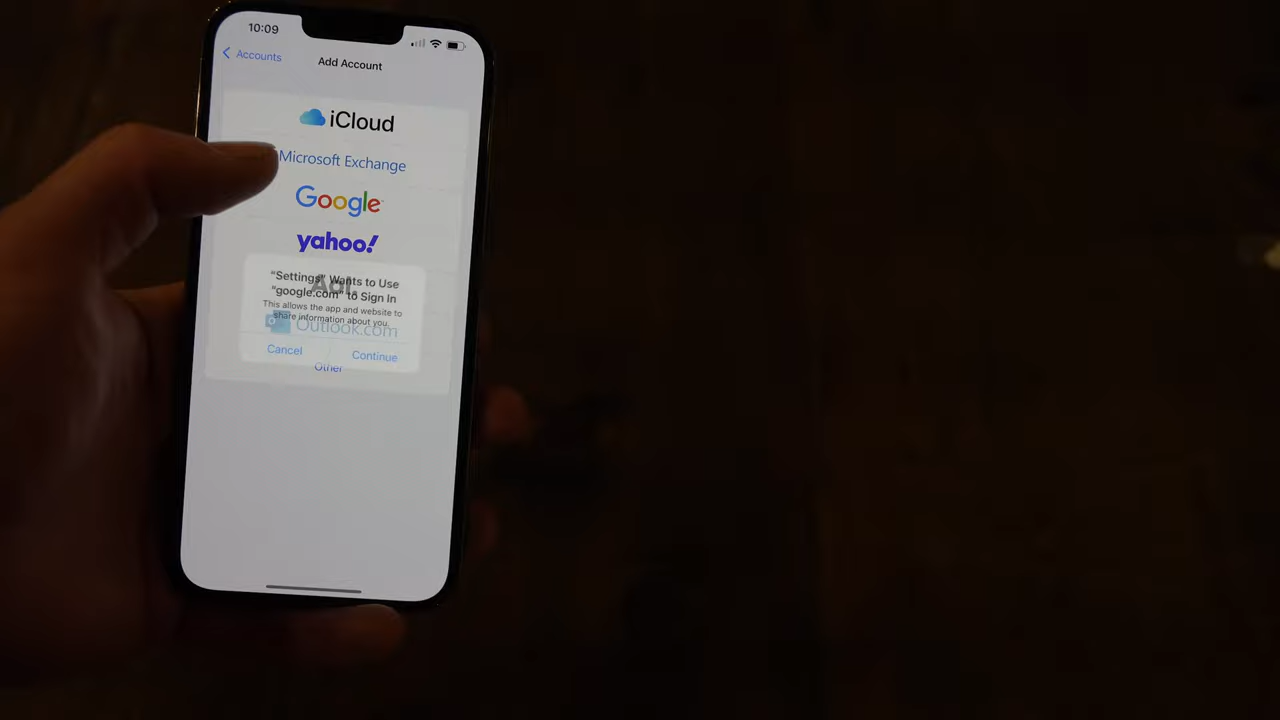 10:09
Accounts
Add Account
iCloud
Microsoft Exchange
Google
yahoo!
Aol.
"Settings" Wants to Use
"google.com" to Sign In
This allows the app and website to
share information about you.
Outlook.com
Cancel
Continue
Other